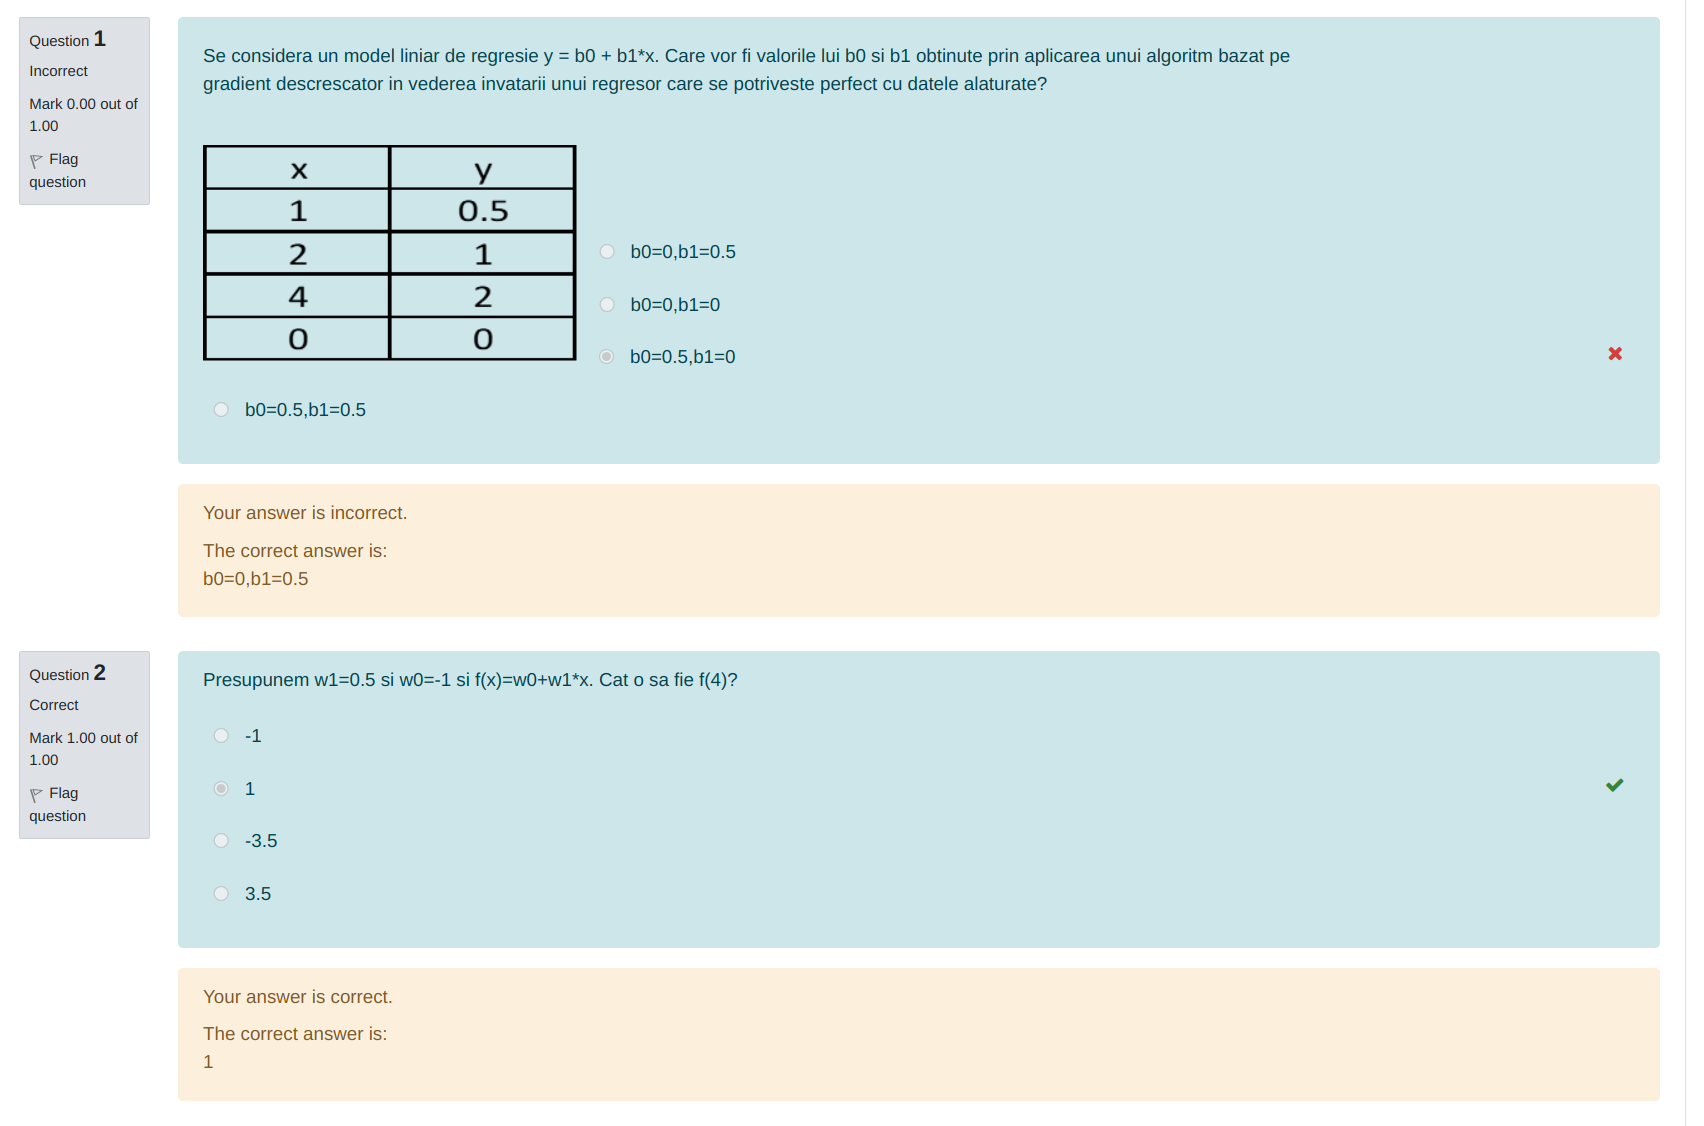 Question 1
Incorrect
Mark 0.00 out of
1.00
Flag
question
Se considera un model liniar de regresie y = b0 + b1*x. Care vor fi valorile lui b0 si b1 obtinute prin aplicarea unui algoritm bazat pe
gradient descrescator in vederea invatarii unui regresor care se potriveste perfect cu datele alaturate?
x y
1 0.5
2 1
4 2
0 0
b0=0,b1=0.5
b0=0,b1=0
b0=0.5,b1=0
b0=0.5,b1=0.5
Your answer is incorrect.
The correct answer is:
b0=0,b1=0.5
Question 2
Correct
Mark 1.00 out of
1.00
Flag
question
Presupunem w1=0.5 si w0=-1 si f(x)=w0+w1*x. Cat o sa fie f(4)?
-1
1
-3.5
3.5
Your answer is correct.
The correct answer is:
1